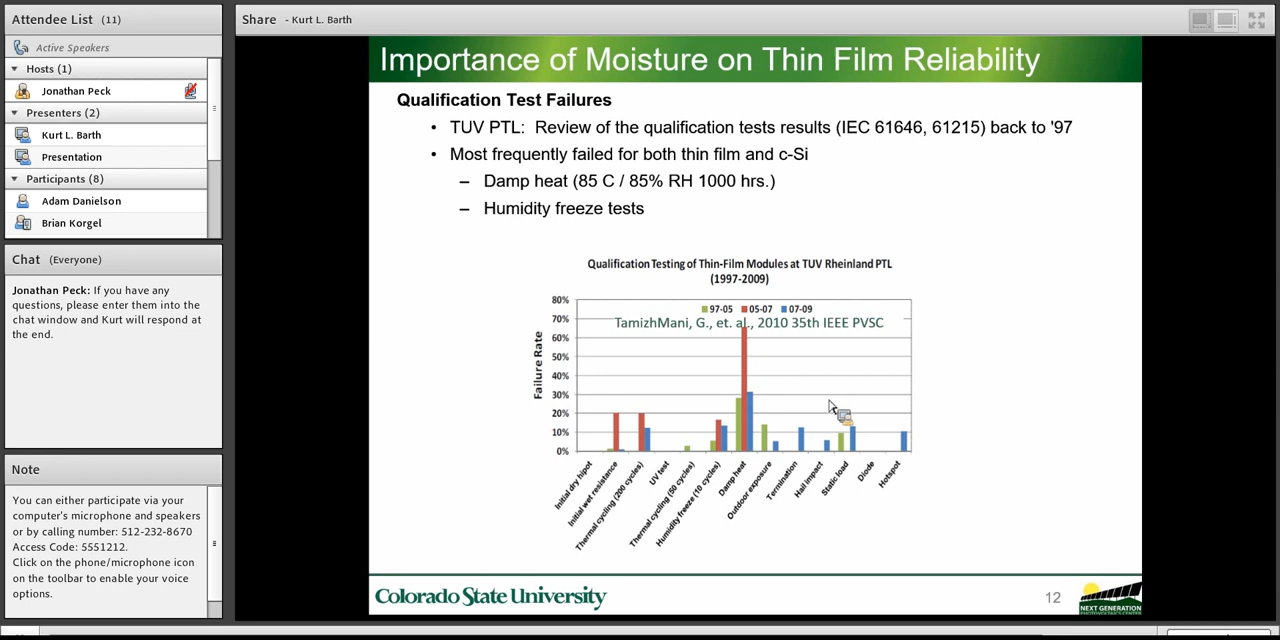 Attendee List (11)
Active Speakers
Hosts (1)
Jonathan Peck
Presenters (2)
Kurt L. Barth
Presentation
Participants (8)
Adam Danielson
Brian Korgel
Chat (Everyone)
Jonathan Peck: If you have any
questions, please enter them into the
chat window and Kurt will respond at
the end.
Note
You can either participate via your
computer's microphone and speakers
or by calling number: 512-232-8670
Access Code: 5551212.
Click on the phone/microphone icon
on the toolbar to enable your voice
options.
Share - Kurt L. Barth
Importance of Moisture on Thin Film Reliability
Qualification Test Failures
• TUV PTL: Review of the qualification tests results (IEC 61646, 61215) back to '97
• Most frequently failed for both thin film and c-Si
– Damp heat (85 C / 85% RH 1000 hrs.)
– Humidity freeze tests
Qualification Testing of Thin-Film Modules at TUV Rheinland PTL
(1997-2009)
97-05 05-07 07-09
TamizhMani, G., et. al., 2010 35th IEEE PVSC
Failure Rate
80%
70%
60%
50%
40%
30%
20%
10%
0%
Initial dry hipot
Initial wet resistance
Thermal cycling (200 cycles)
UV test
Thermal cycling (50 cycles)
Humidity freeze (10 cycles)
Damp heat
Outdoor exposure
Termination
Hail impact
Static load
Diode
Hotspot
Colorado State University
12
NEXT GENERATION